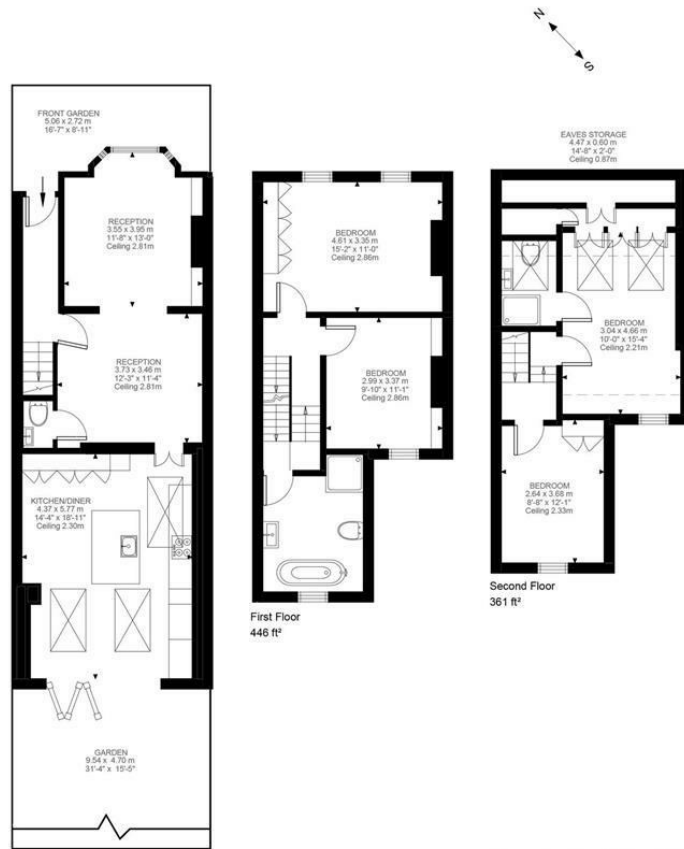 N
S
FRONT GARDEN
5.06 x 2.72 m
16'-7" x 8'-11"
RECEPTION
3.55 x 3.95 m
11'-8" x 13'-0"
Ceiling 2.81m
RECEPTION
3.73 x 3.46 m
12'-3" x 11'-4"
Ceiling 2.81m
KITCHEN/DINER
4.37 x 5.77 m
14'-4" x 18'-11"
Ceiling 2.30m
GARDEN
9.54 x 4.70 m
31'-4" x 15'-5"
BEDROOM
4.61 x 3.35 m
15'-2" x 11'-0"
Ceiling 2.86m
BEDROOM
2.99 x 3.37 m
9'-10" x 11'-1"
Ceiling 2.86m
First Floor
446 ft²
EAVES STORAGE
4.47 x 0.60 m
14'-8" x 2'-0"
Ceiling 0.87m
BEDROOM
3.04 x 4.66 m
10'-0" x 15'-4"
Ceiling 2.21m
BEDROOM
2.64 x 3.68 m
8'-8" x 12'-1"
Ceiling 2.33m
Second Floor
361 ft²